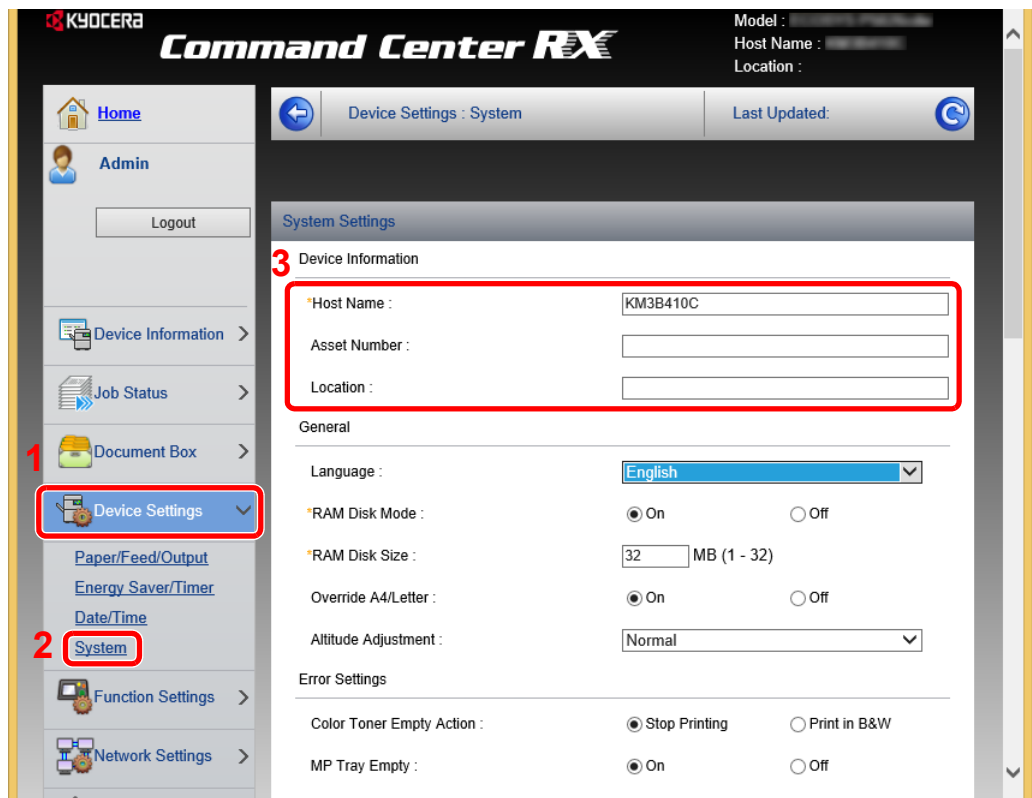 KYOCERA
Command Center RX
Model :
Host Name :
Location :
Home
Admin
Logout
Device Information
Job Status
1
Document Box
Device Settings
Paper/Feed/Output
Energy Saver/Timer
Date/Time
2 System
Function Settings
Network Settings
Device Settings : System
Last Updated:
System Settings
3 Device Information
*Host Name : KM3B410C
Asset Number :
Location :
General
Language : English
*RAM Disk Mode : On Off
*RAM Disk Size : 32 MB (1 - 32)
Override A4/Letter : On Off
Altitude Adjustment : Normal
Error Settings
Color Toner Empty Action : Stop Printing Print in B&W
MP Tray Empty : On Off